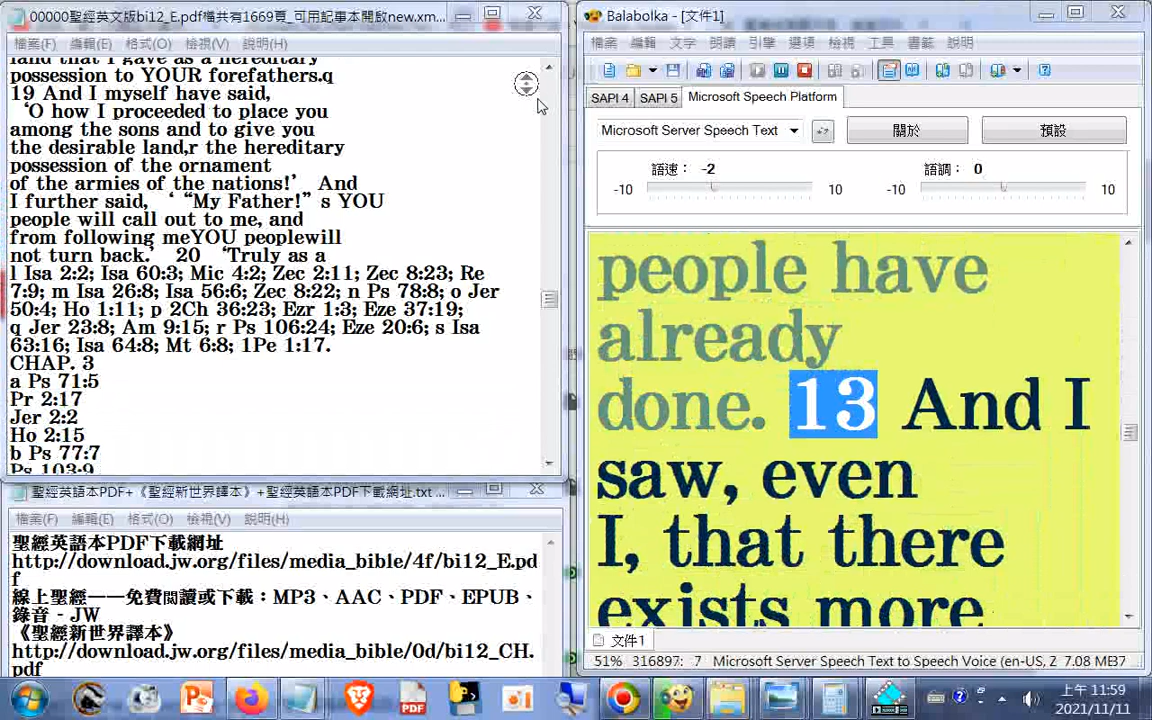 00000聖經英文版bi12_E.pdf檔共有1669頁_可用記事本開啟new.xm...
檔案(F) 編輯(E) 格式(O) 檢視(V) 說明(H)
land that I gave as a hereditary
possession to YOUR forefathers.q
19 And I myself have said,
‘O how I proceeded to place you
among the sons and to give you
the desirable land,r the hereditary
possession of the ornament
of the armies of the nations!’ And
I further said, ‘ “My Father!” s YOU
people will call out to me, and
from following meYOU peoplewill
not turn back.’ 20 ‘Truly as a
l Isa 2:2; Isa 60:3; Mic 4:2; Zec 2:11; Zec 8:23; Re
7:9; m Isa 26:8; Isa 56:6; Zec 8:22; n Ps 78:8; o Jer
50:4; Ho 1:11; p 2Ch 36:23; Ezr 1:3; Eze 37:19;
q Jer 23:8; Am 9:15; r Ps 106:24; Eze 20:6; s Isa
63:16; Isa 64:8; Mt 6:8; 1Pe 1:17.
CHAP. 3
a Ps 71:5
Pr 2:17
Jer 2:2
Ho 2:15
b Ps 77:7
Ps 103:9
聖經英語本PDF+《聖經新世界譯本》+聖經英語本PDF下載網址.txt ...
檔案(F) 編輯(E) 格式(O) 檢視(V) 說明(H)
聖經英語本PDF下載網址
http://download.jw.org/files/media_bible/4f/bi12_E.pd
f
線上聖經——免費閱讀或下載：MP3、AAC、PDF、EPUB、
錄音 - JW
《聖經新世界譯本》
http://download.jw.org/files/media_bible/0d/bi12_CH.
pdf
Balabolka - [文件1]
檔案 編輯 文字 朗讀 引擎 選項 檢視 工具 書籤 說明
SAPI 4 SAPI 5 Microsoft Speech Platform
Microsoft Server Speech Text 關於 預設
語速： -2 語調： 0
-10 10 -10 10
people have
already
done. 13 And I
saw, even
I, that there
exists more
文件1
51% 316897: 7 Microsoft Server Speech Text to Speech Voice (en-US, Z 7.08 MB37
PDF
上午 11:59
2021/11/11